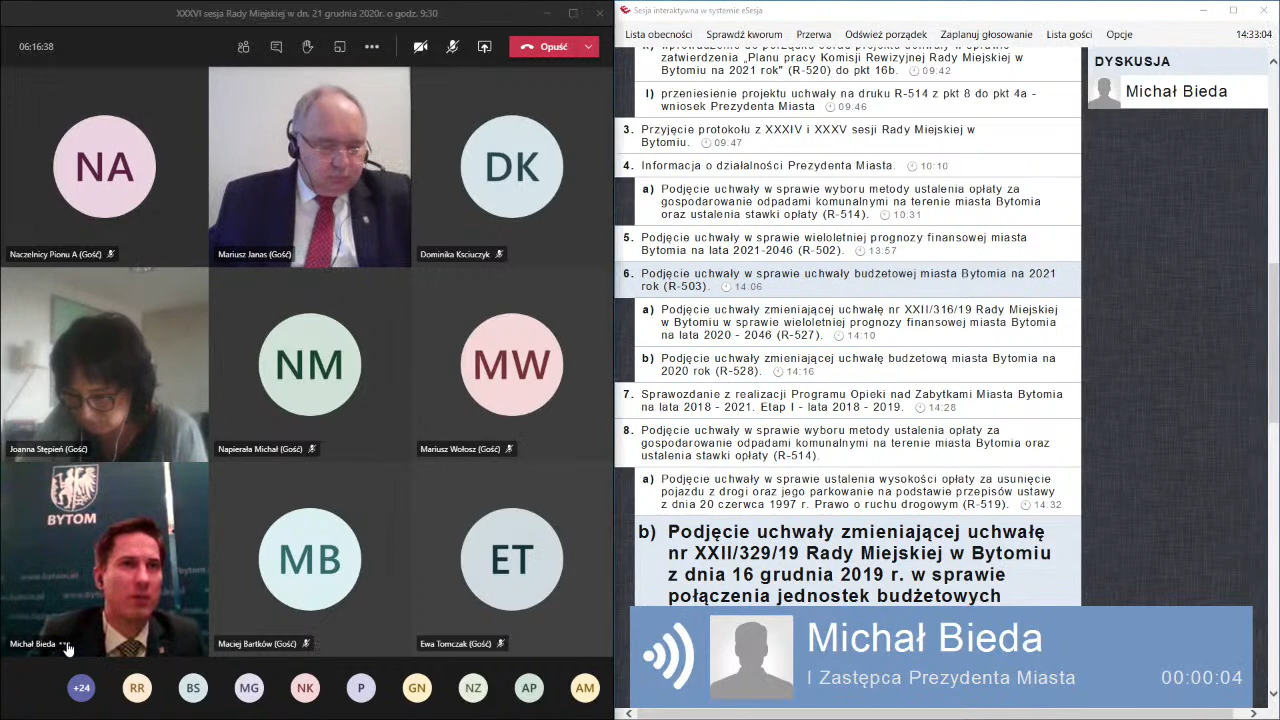 XXXVI sesja Rady Miejskiej w dn. 21 grudnia 2020r. o godz. 9:30
06:16:38
Opuść
NA
Naczelnicy Pionu A (Gość)
Mariusz Janas (Gość)
DK
Dominika Ksciuczyk
Joanna Stępień (Gość)
NM
Napierała Michał (Gość)
MW
Mariusz Wołosz (Gość)
BYTOM
Michał Bieda
MB
Maciej Bartków (Gość)
ET
Ewa Tomczak (Gość)
+24
RR
BS
MG
NK
P
GN
NZ
AP
AM
Sesja interaktywna w systemie eSesja
Lista obecności Sprawdź kworum Przerwa Odśwież porządek Zaplanuj głosowanie Lista gości Opcje
14:33:04
zatwierdzenia „Planu pracy Komisji Rewizyjnej Rady Miejskiej w
Bytomiu na 2021 rok" (R-520) do pkt 16b. 09:42
l) przeniesienie projektu uchwały na druku R-514 z pkt 8 do pkt 4a -
wniosek Prezydenta Miasta 09:46
3. Przyjęcie protokołu z XXXIV i XXXV sesji Rady Miejskiej w
Bytomiu. 09:47
4. Informacja o działalności Prezydenta Miasta. 10:10
a) Podjęcie uchwały w sprawie wyboru metody ustalenia opłaty za
gospodarowanie odpadami komunalnymi na terenie miasta Bytomia
oraz ustalenia stawki opłaty (R-514). 10:31
5. Podjęcie uchwały w sprawie wieloletniej prognozy finansowej miasta
Bytomia na lata 2021-2046 (R-502). 13:57
6. Podjęcie uchwały w sprawie uchwały budżetowej miasta Bytomia na 2021
rok (R-503). 14:06
a) Podjęcie uchwały zmieniającej uchwałę nr XXII/316/19 Rady Miejskiej
w Bytomiu w sprawie wieloletniej prognozy finansowej miasta Bytomia
na lata 2020 - 2046 (R-527). 14:10
b) Podjęcie uchwały zmieniającej uchwałę budżetową miasta Bytomia na
2020 rok (R-528). 14:16
7. Sprawozdanie z realizacji Programu Opieki nad Zabytkami Miasta Bytomia
na lata 2018 - 2021. Etap I - lata 2018 - 2019. 14:28
8. Podjęcie uchwały w sprawie wyboru metody ustalenia opłaty za
gospodarowanie odpadami komunalnymi na terenie miasta Bytomia oraz
ustalenia stawki opłaty (R-514).
a) Podjęcie uchwały w sprawie ustalenia wysokości opłaty za usunięcie
pojazdu z drogi oraz jego parkowanie na podstawie przepisów ustawy
z dnia 20 czerwca 1997 r. Prawo o ruchu drogowym (R-519). 14:32
b) Podjęcie uchwały zmieniającej uchwałę
nr XXII/329/19 Rady Miejskiej w Bytomiu
z dnia 16 grudnia 2019 r. w sprawie
połączenia jednostek budżetowych
DYSKUSJA
Michał Bieda
Michał Bieda
I Zastępca Prezydenta Miasta 00:00:04